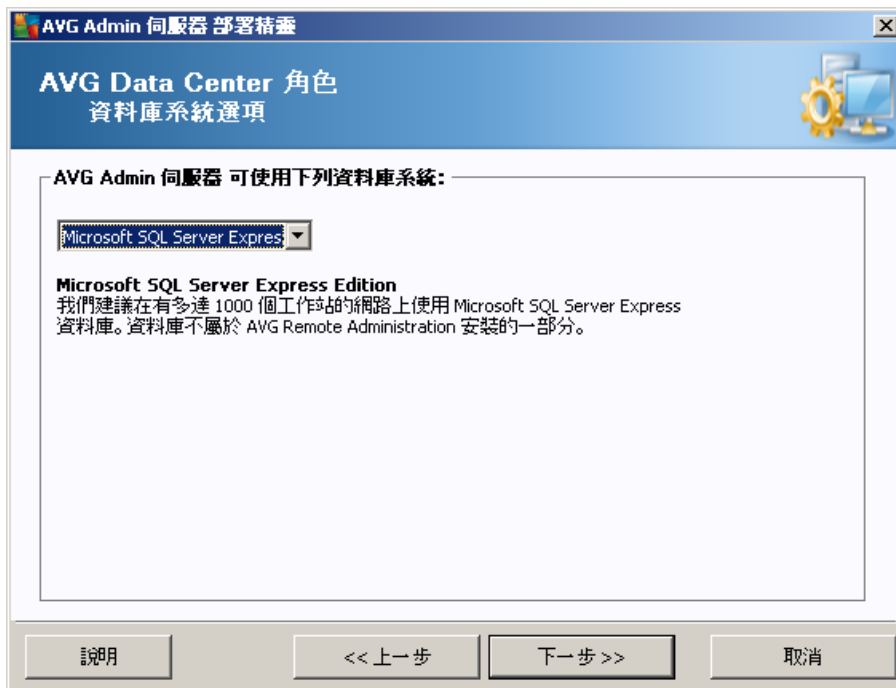 AVG Admin 伺服器 部署精靈
AVG Data Center 角色
資料庫系統選項
AVG Admin 伺服器 可使用下列資料庫系統:
Microsoft SQL Server Expres
Microsoft SQL Server Express Edition
我們建議在有多達 1000 個工作站的網路上使用 Microsoft SQL Server Express
資料庫。資料庫不屬於 AVG Remote Administration 安裝的一部分。
說明
<< 上一步
下一步 >>
取消